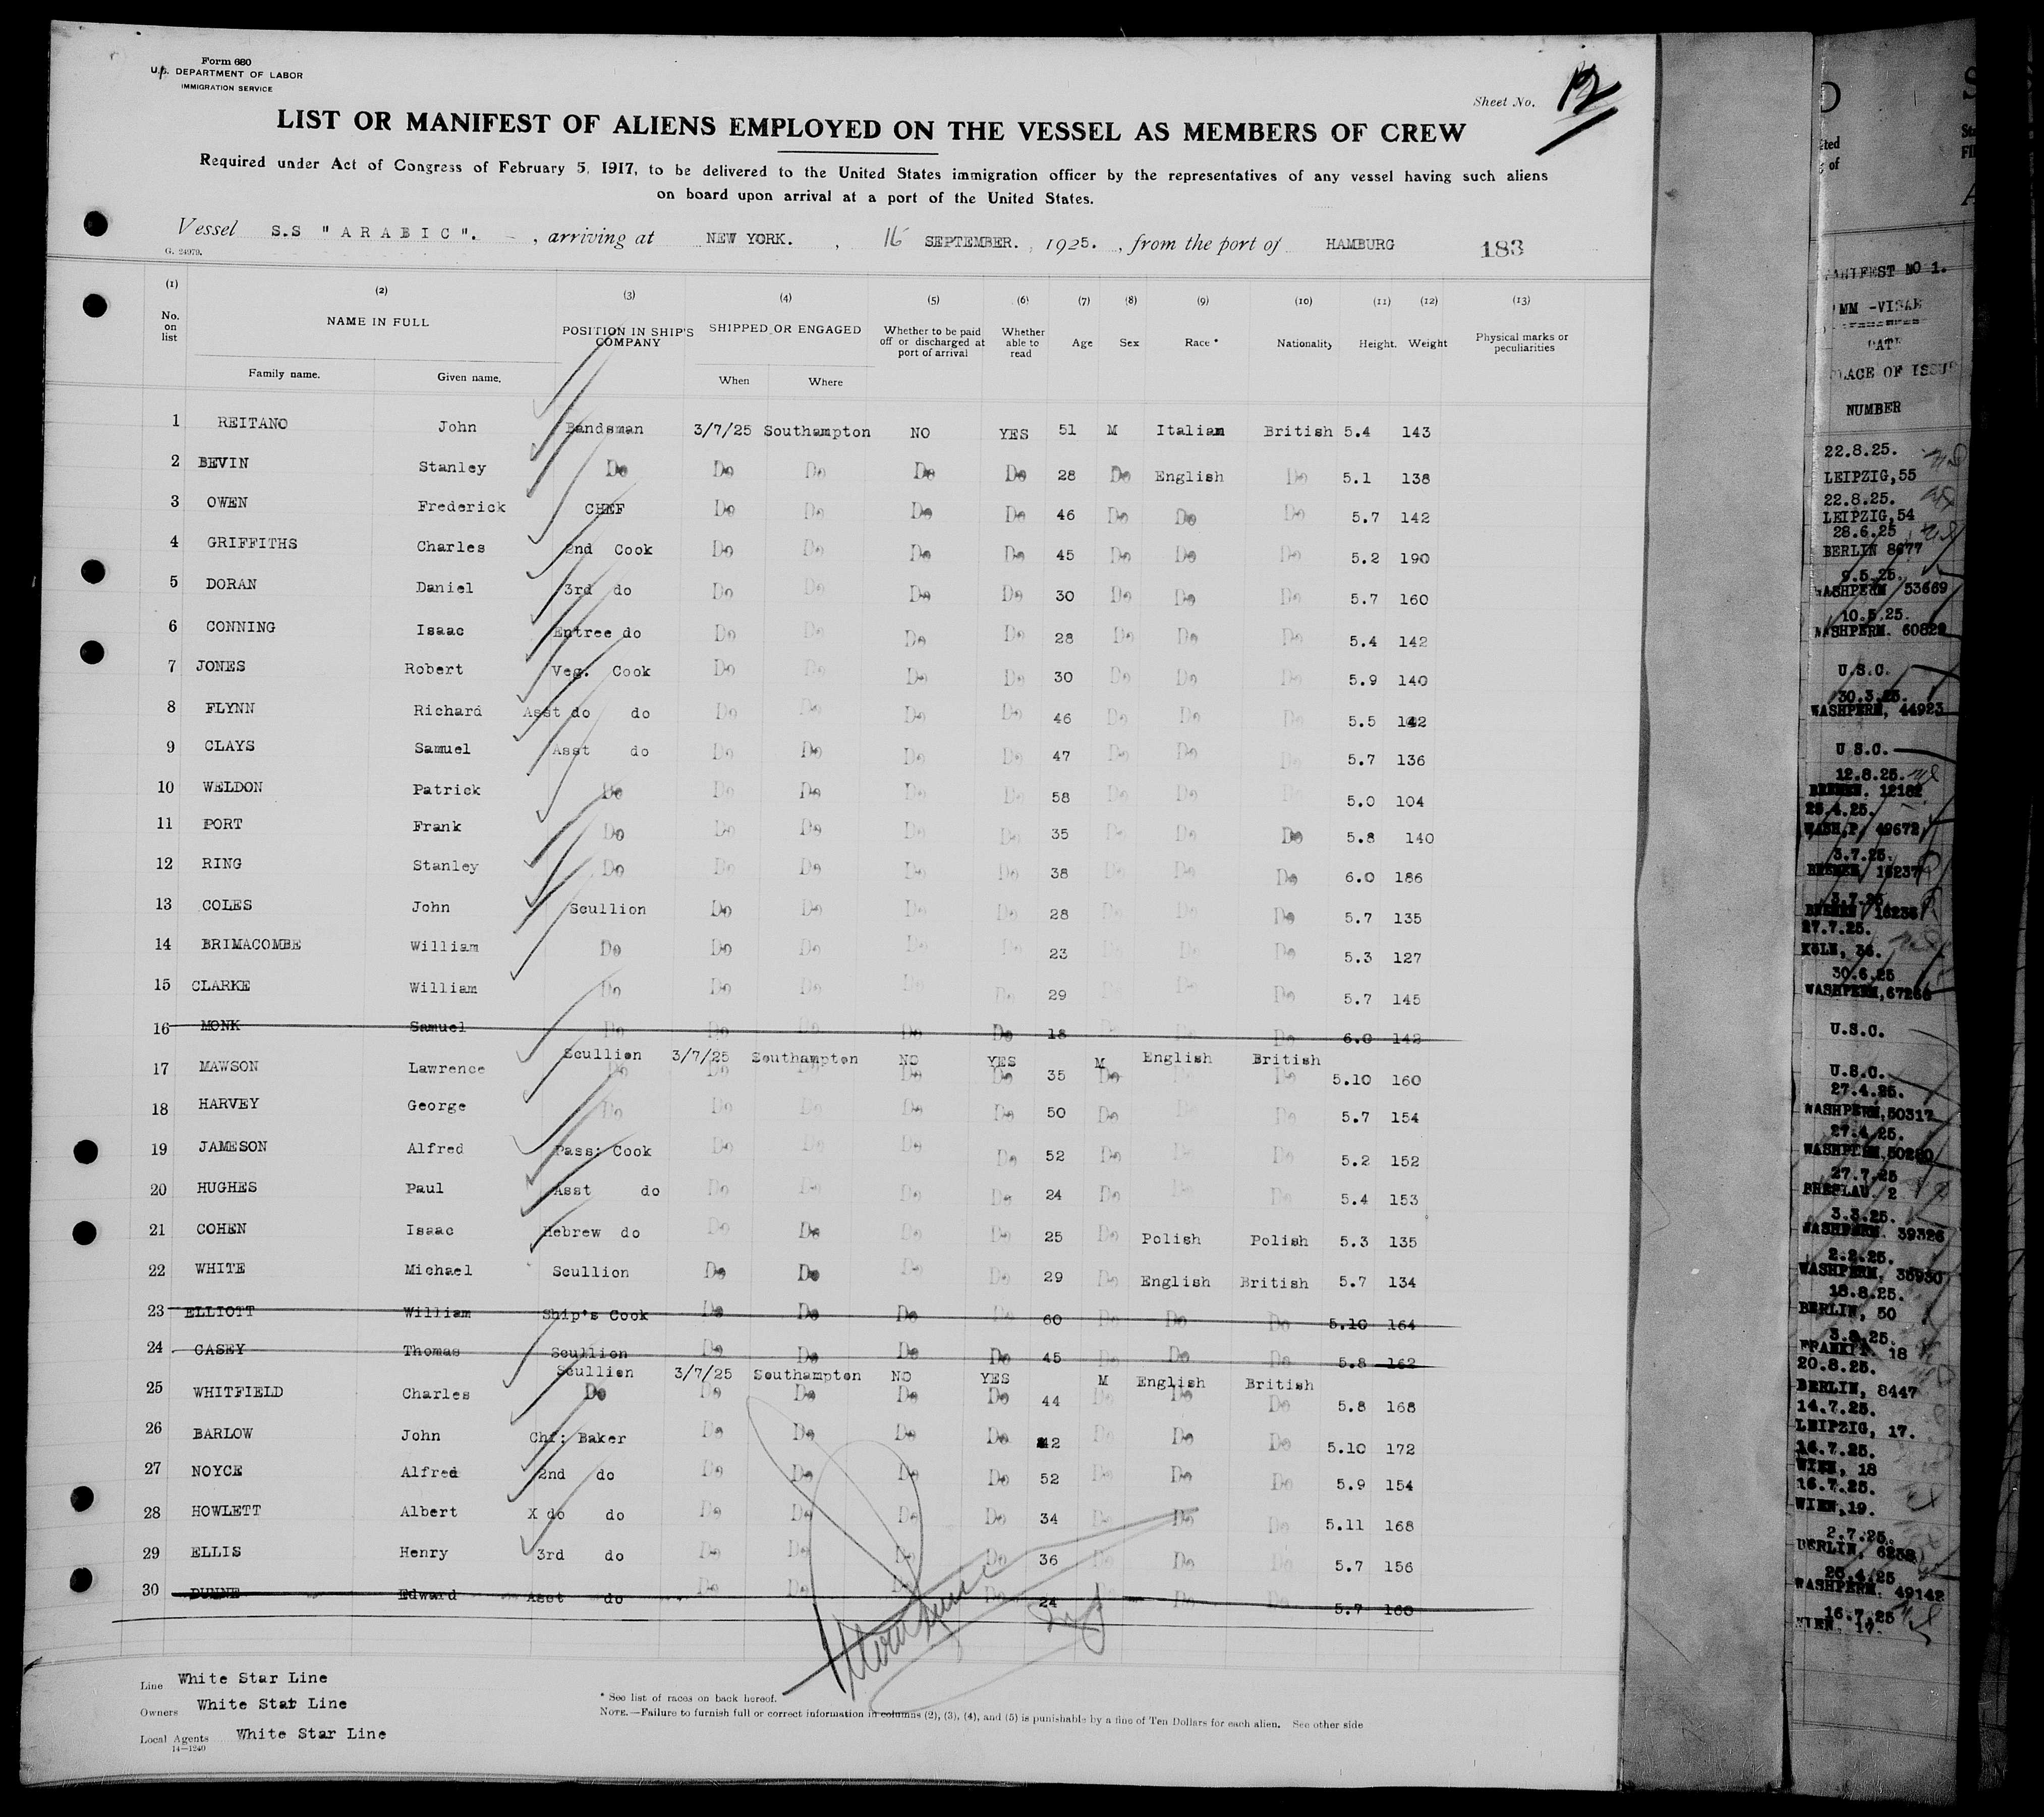 Form 680
U.S. DEPARTMENT OF LABOR
IMMIGRATION SERVICE
Sheet No. 12
LIST OR MANIFEST OF ALIENS EMPLOYED ON THE VESSEL AS MEMBERS OF CREW
Required under Act of Congress of February 5, 1917, to be delivered to the United States immigration officer by the representatives of any vessel having such aliens
on board upon arrival at a port of the United States.
Vessel S.S "ARABIC". , arriving at NEW YORK. , 16 SEPTEMBER. , 1925. , from the port of HAMBURG 183
G. 24979.
(1) (2) (3) (4) (5) (6) (7) (8) (9) (10) (11) (12) (13)
No. on list NAME IN FULL POSITION IN SHIP'S COMPANY SHIPPED OR ENGAGED Whether to be paid off or discharged at port of arrival Whether able to read Age Sex Race * Nationality Height. Weight Physical marks or peculiarities
Family name. Given name. When Where
1 REITANO John Bandsman 3/7/25 Southampton NO YES 51 M Italian British 5.4 143
2 BEVIN Stanley Do Do Do Do Do 28 Do English Do 5.1 138
3 OWEN Frederick CHEF Do Do Do Do 46 Do Do Do 5.7 142
4 GRIFFITHS Charles 2nd Cook Do Do Do Do 45 Do Do Do 5.2 190
5 DORAN Daniel 3rd do Do Do Do Do 30 Do Do Do 5.7 160
6 CONNING Isaac Entree do Do Do Do Do 28 Do Do Do 5.4 142
7 JONES Robert Veg. Cook Do Do Do Do 30 Do Do Do 5.9 140
8 FLYNN Richard Asst do do Do Do Do Do 46 Do Do Do 5.5 142
9 CLAYS Samuel Asst do Do Do Do Do 47 Do Do Do 5.7 136
10 WELDON Patrick Do Do Do Do Do 58 Do Do Do 5.0 104
11 PORT Frank Do Do Do Do Do 35 Do Do Do 5.8 140
12 RING Stanley Do Do Do Do Do 38 Do Do Do 6.0 186
13 COLES John Scullion Do Do Do Do 28 Do Do Do 5.7 135
14 BRIMACOMBE William Do Do Do Do Do 23 Do Do Do 5.3 127
15 CLARKE William Do Do Do Do Do 29 Do Do Do 5.7 145
16 MONK Samuel Do Do Do Do Do 18 Do Do Do 6.0 142
Scullion 3/7/25 Southampton NO YES M English British
17 MAWSON Lawrence Do Do Do Do Do 35 Do Do 5.10 160
18 HARVEY George Do Do Do Do Do 50 Do Do Do 5.7 154
19 JAMESON Alfred Pass: Cook Do Do Do Do 52 Do Do Do 5.2 152
20 HUGHES Paul Asst do Do Do Do Do 24 Do Do Do 5.4 153
21 COHEN Isaac Hebrew do Do Do Do Do 25 Do Polish Polish 5.3 135
22 WHITE Michael Scullion Do Do Do Do 29 Do English British 5.7 134
23 ELLIOTT William Ship's Cook Do Do Do Do 60 Do Do Do 5.10 164
24 CASEY Thomas Scullion Do Do Do Do 45 Do Do Do 5.8 162
Scullion 3/7/25 Southampton NO YES M English British
25 WHITFIELD Charles Do Do Do Do Do 44 Do Do Do 5.8 168
26 BARLOW John Chf: Baker Do Do Do Do 42 Do Do Do 5.10 172
27 NOYCE Alfred 2nd do Do Do Do Do 52 Do Do Do 5.9 154
28 HOWLETT Albert X do do Do Do Do Do 34 Do Do Do 5.11 168
29 ELLIS Henry 3rd do Do Do Do Do 36 Do Do Do 5.7 156
30 DUNNE Edward Asst do Do Do Do Do 24 Do Do Do 5.7 160
Line White Star Line
Owners White Star Line
Local Agents White Star Line
14—1240
* See list of races on back hereof.
NOTE.—Failure to furnish full or correct information in columns (2), (3), (4), and (5) is punishable by a fine of Ten Dollars for each alien. See other side
MANIFEST NO 1.
IMM -VISAE
DATE
PLACE OF ISSUE
NUMBER
22.8.25.
LEIPZIG,55
22.8.25.
LEIPZIG,54
28.6.25
BERLIN 8677
9.5.25.
WASHPERM 53669
10.5.25.
WASHPERM. 60829
U.S.C.
30.3.25.
WASHPERM, 44923
U.S.C.
12.8.25.
BREMEN. 12182
WASH.P. 49672
3.7.25.
BREMEN 16237
3.7.25.
27.7.25.
KOLN, 36.
30.6.25
U.S.C.
U.S.C.
27.4.25.
WASHPERM,50317
27.4.25.
27.7.25
BRESLAU. 2
3.3.25.
WASHPERM. 39326
2.2.25.
WASHPERM, 35930
18.8.25.
BERLIN, 50
20.8.25.
BERLIN, 8447
14.7.25.
LEIPZIG, 17.
16.7.25.
WIEN, 18
16.7.25.
WIEN,19.
2.7.25.
25.4.25
WASHPERM. 49142
16.7.25
WIEN. 17.